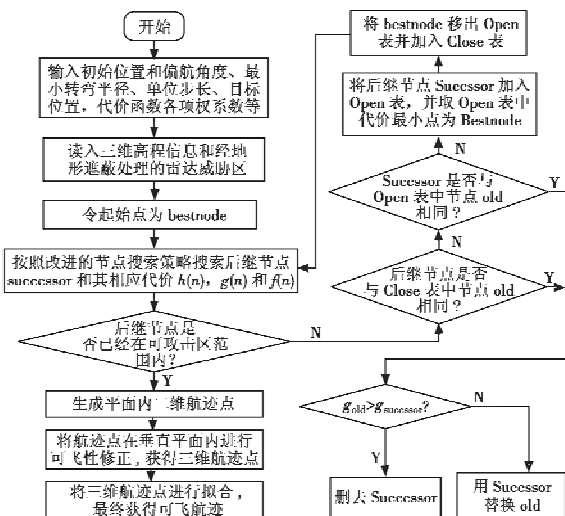 开始
输入初始位置和偏航角度、最
小转弯半径、单位步长、目标
位置，代价函数各项权系数等
读入三维高程信息和经地
形遮蔽处理的雷达威胁区
令起始点为 bestnode
按照改进的节点搜索策略搜索后继节点
successor 和其相应代价 h(n)，g(n) 和 f(n)
后继节点是
否已经在可攻击区范
围内？
N
Y
生成平面内二维航迹点
将航迹点在垂直平面内进行
可飞性修正，获得三维航迹点
将三维航迹点进行拟合，
最终获得可飞航迹
将 bestnode 移出 Open
表并加入 Close 表
将后继节点 Sucessor 加入
Open 表，并取 Open 表中
代价最小点为 Bestnode
N
Sucessor 是否与
Open 表中节点 old
相同？
Y
N
后继节点是否
与 Close 表中节点 old
相同？
Y
g_old>g_sucessor?
N
Y
删去 Successor
用 Sucessor
替换 old